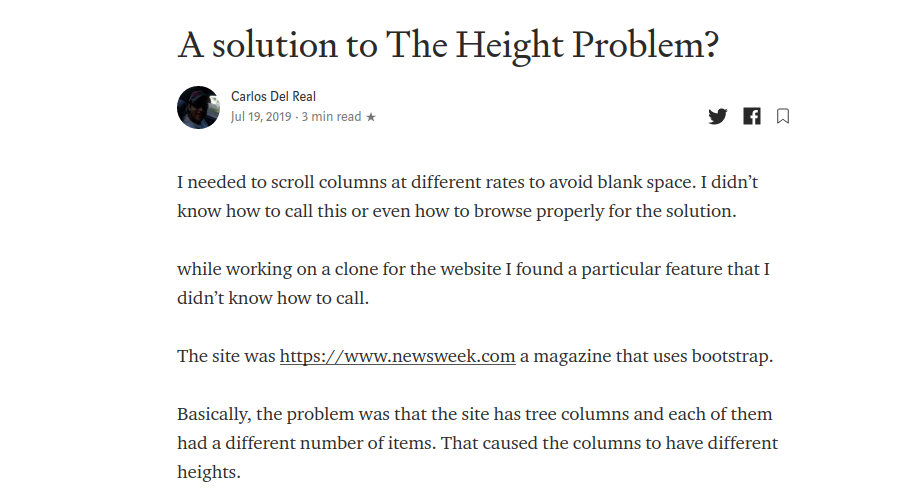 A solution to The Height Problem?
Carlos Del Real
Jul 19, 2019 · 3 min read ★
I needed to scroll columns at different rates to avoid blank space. I didn’t
know how to call this or even how to browse properly for the solution.
while working on a clone for the website I found a particular feature that I
didn’t know how to call.
The site was https://www.newsweek.com a magazine that uses bootstrap.
Basically, the problem was that the site has tree columns and each of them
had a different number of items. That caused the columns to have different
heights.